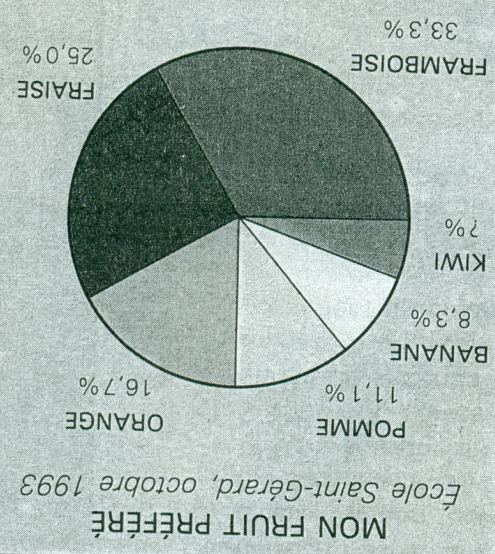 MON FRUIT PRÉFÉRÉ
École Saint-Gérard, octobre 1993
POMME
11,1%
ORANGE
16,7%
BANANE
8,3%
KIWI
?%
FRAISE
25,0%
FRAMBOISE
33,3%